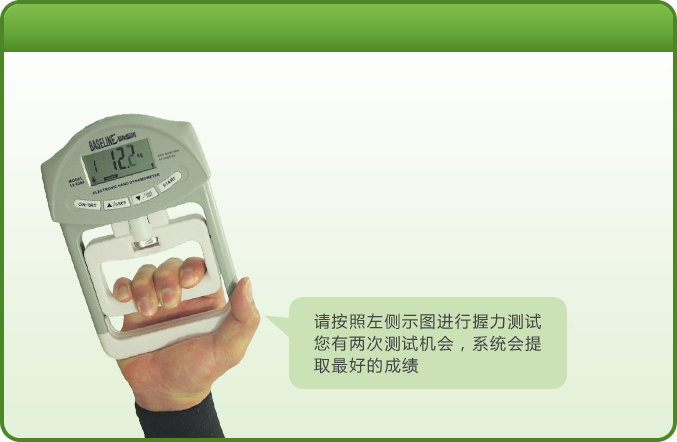 BASELINE
12.2
MODEL
ELECTRONIC HAND DYNAMOMETER
ON/SET
START
请按照左侧示图进行握力测试
您有两次测试机会，系统会提
取最好的成绩